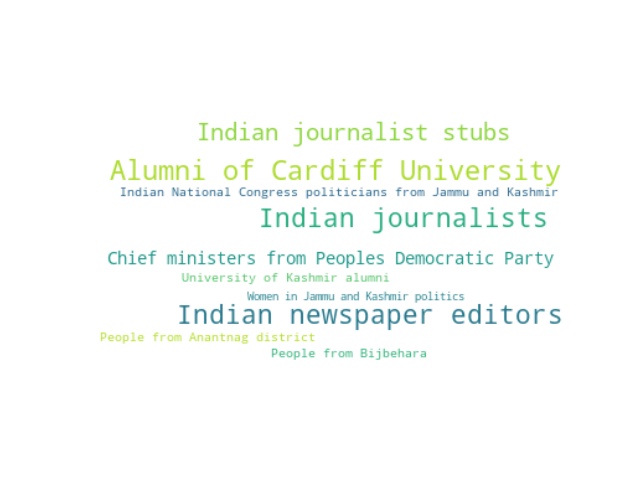 Indian journalist stubs
Alumni of Cardiff University
Indian National Congress politicians from Jammu and Kashmir
Indian journalists
Chief ministers from Peoples Democratic Party
University of Kashmir alumni
Women in Jammu and Kashmir politics
Indian newspaper editors
People from Anantnag district
People from Bijbehara